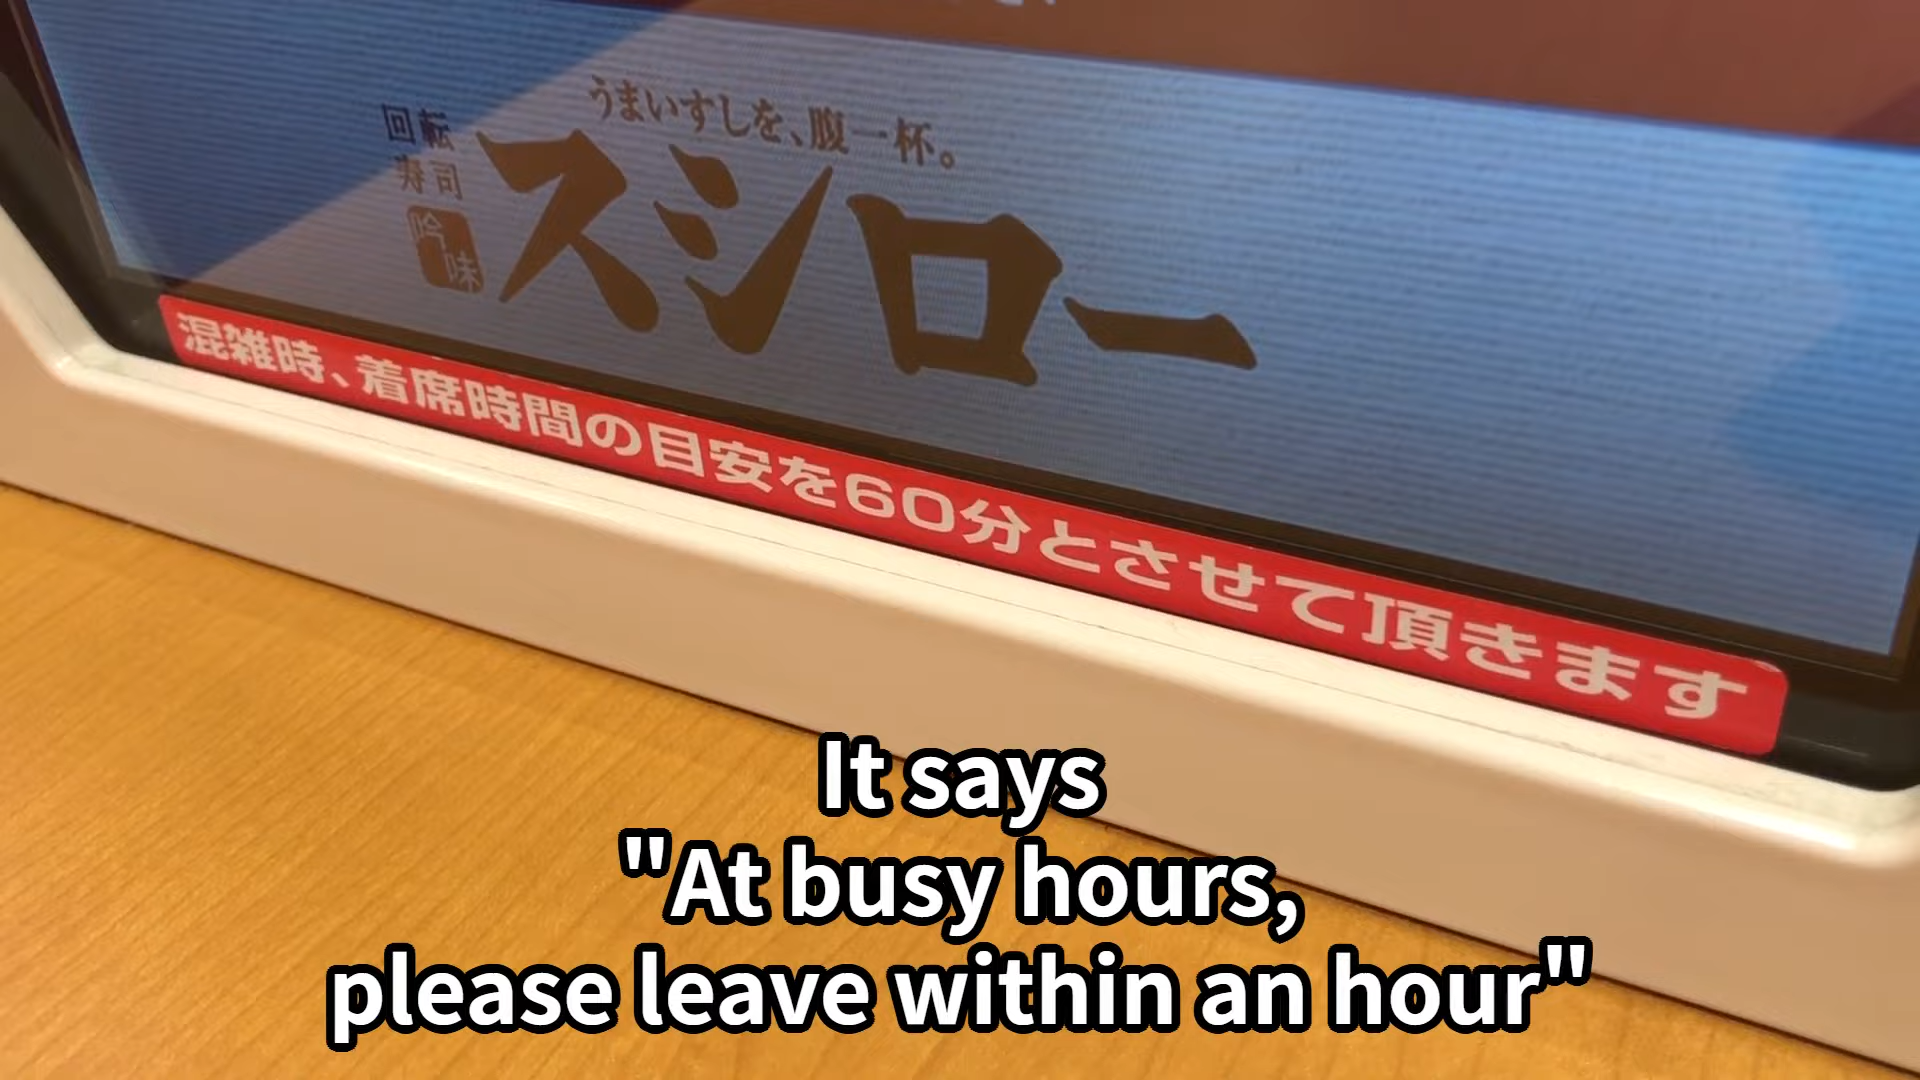 うまいすしを、腹一杯。
回転
寿司
吟味
スシロー
混雑時、着席時間の目安を60分とさせて頂きます
It says
"At busy hours,
please leave within an hour"